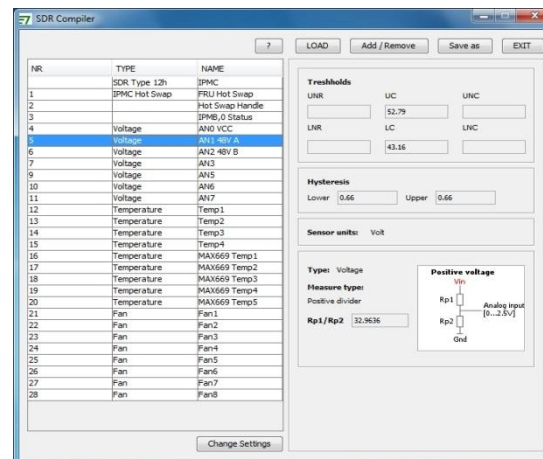 SDR Compiler
? LOAD Add / Remove Save as EXIT
NR TYPE NAME
SDR Type 12h IPMC
1 IPMC Hot Swap FRU Hot Swap
2 Hot Swap Handle
3 IPMB,0 Status
4 Voltage AN0 VCC
5 Voltage AN1 48V A
6 Voltage AN2 48V B
7 Voltage AN3
9 Voltage AN5
10 Voltage AN6
11 Voltage AN7
12 Temperature Temp1
13 Temperature Temp2
14 Temperature Temp3
15 Temperature Temp4
16 Temperature MAX669 Temp1
17 Temperature MAX669 Temp2
18 Temperature MAX669 Temp3
19 Temperature MAX669 Temp4
20 Temperature MAX669 Temp5
21 Fan Fan1
22 Fan Fan2
23 Fan Fan3
24 Fan Fan4
25 Fan Fan5
26 Fan Fan6
27 Fan Fan7
28 Fan Fan8
Change Settings
Treshholds
UNR UC UNC
52.79
LNR LC LNC
43.16
Hysteresis
Lower 0.66 Upper 0.66
Sensor units: Volt
Type: Voltage
Measure type:
Positive divider
Rp1/Rp2 32.9636
Positive voltage
Vin
Rp1
Analog input
[0...2.5V]
Rp2
Gnd